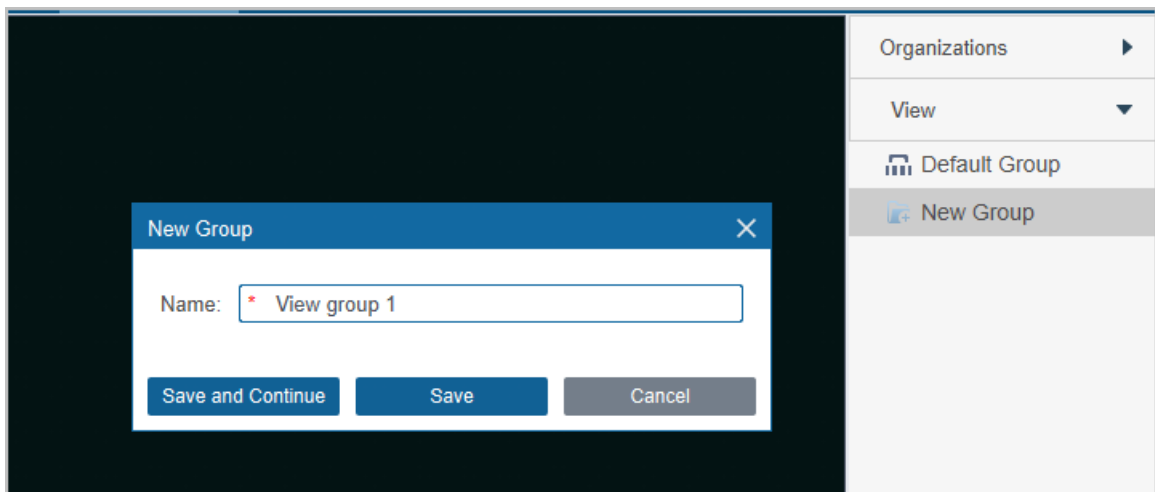 Organizations
View
Default Group
New Group
New Group
Name: * View group 1
Save and Continue Save Cancel